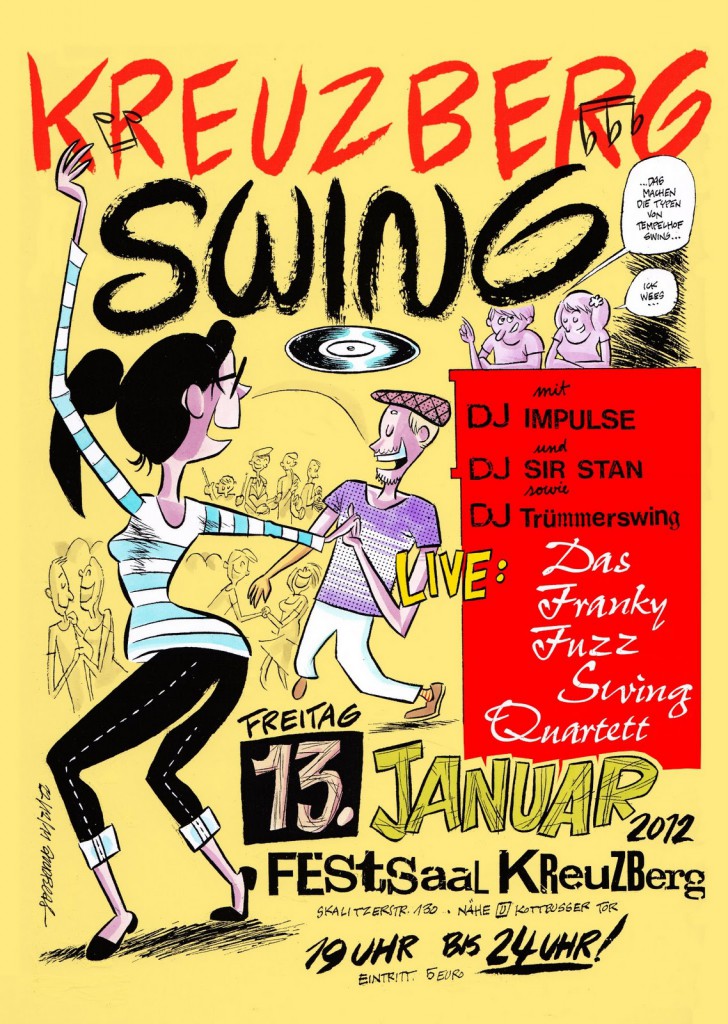 KREUZBERG
SWING
...DAS
MACHEN
DIE TYPEN
VON
TEMPELHOF
SWING...
ICK
WEES
...
mit
DJ IMPULSE
und
DJ SIR STAN
sowie
DJ Trümmerswing
LIVE:
Das
Franky
Fuzz
Swing
Quartett
FREITAG
13. JANUAR
2012
FESTSAAL KREUZBERG
SKALITZERSTR. 130 . NÄHE U KOTTBUSSER TOR
19 UHR BIS 24 UHR!
EINTRITT. 5 EURO